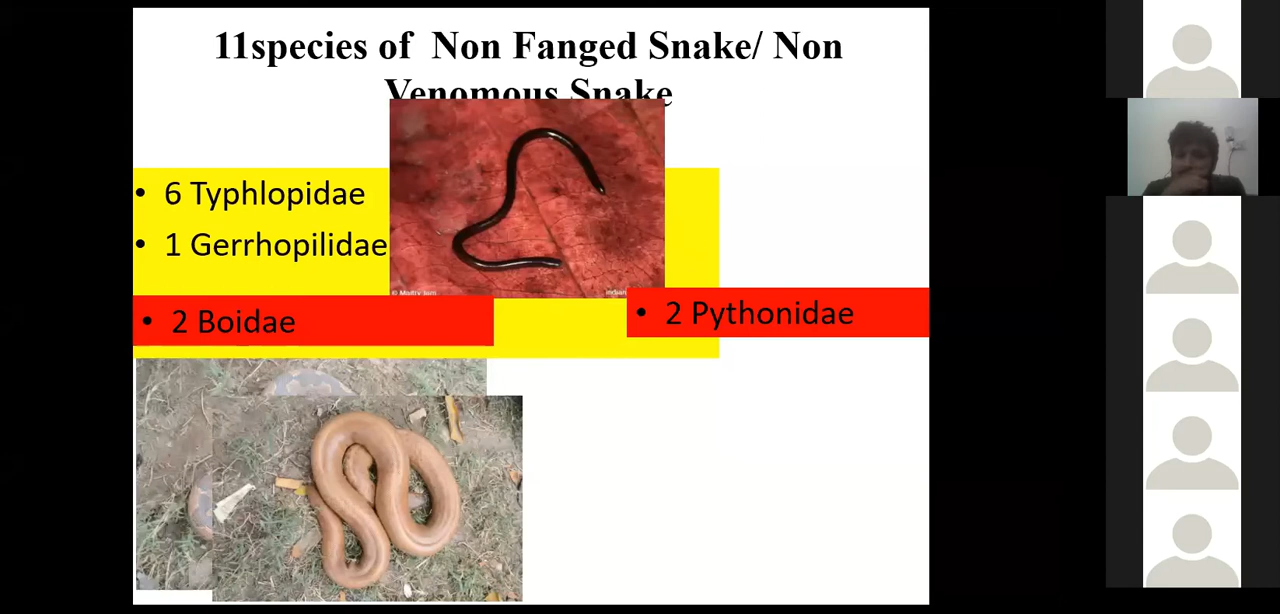 11species of Non Fanged Snake/ Non
Venomous Snake
• 6 Typhlopidae
• 1 Gerrhopilidae
• 2 Boidae
• 2 Pythonidae